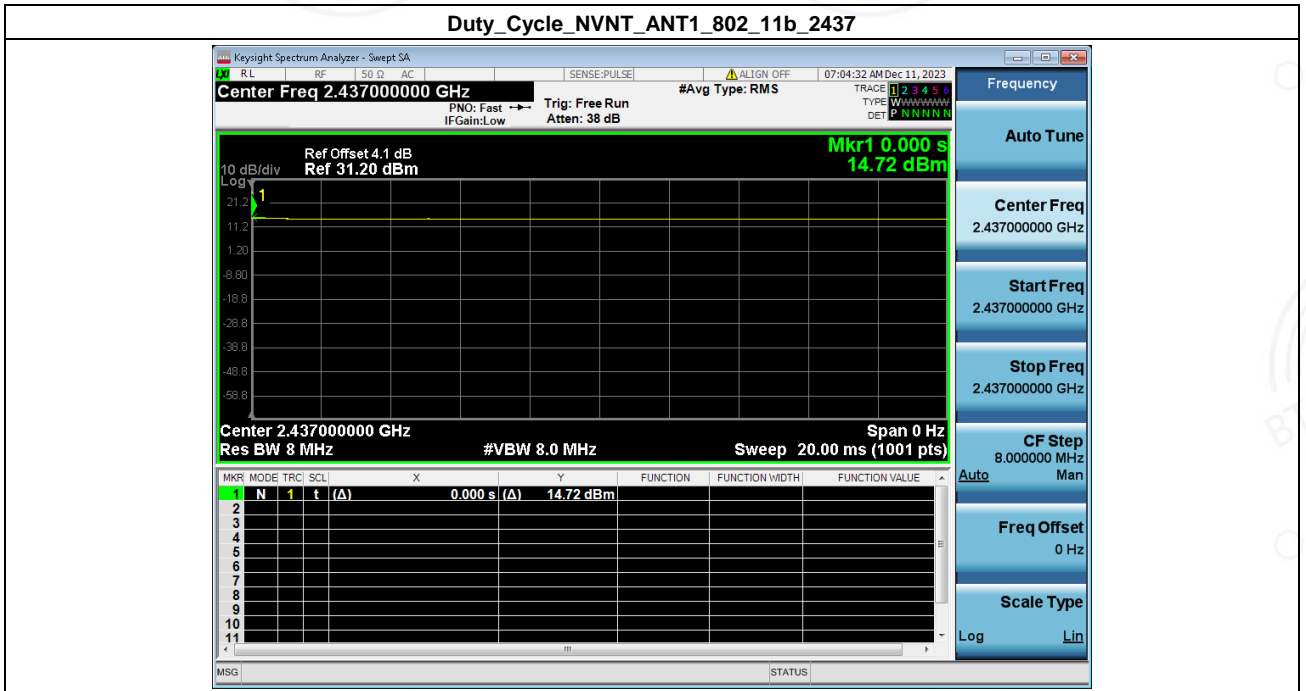 Duty_Cycle_NVNT_ANT1_802_11b_2437
Keysight Spectrum Analyzer - Swept SA
LXI RL RF 50 Ω AC SENSE:PULSE ALIGN OFF 07:04:32 AM Dec 11, 2023
Center Freq 2.437000000 GHz
PNO: Fast
IFGain:Low
Trig: Free Run
Atten: 38 dB
#Avg Type: RMS
TRACE 1 2 3 4 5 6
TYPE WWWWWWW
DET P N N N N N
Mkr1 0.000 s
14.72 dBm
Ref Offset 4.1 dB
10 dB/div Ref 31.20 dBm
Log
1
21.2
11.2
1.20
-8.80
-18.8
-28.8
-38.8
-48.8
-58.8
Center 2.437000000 GHz Span 0 Hz
Res BW 8 MHz #VBW 8.0 MHz Sweep 20.00 ms (1001 pts)
MKR MODE TRC SCL X Y FUNCTION FUNCTION WIDTH FUNCTION VALUE
1 N 1 t (Δ) 0.000 s (Δ) 14.72 dBm
2
3
4
5
6
7
8
9
10
11
MSG STATUS
Frequency
Auto Tune
Center Freq
2.437000000 GHz
Start Freq
2.437000000 GHz
Stop Freq
2.437000000 GHz
CF Step
8.000000 MHz
Auto Man
Freq Offset
0 Hz
Scale Type
Log Lin